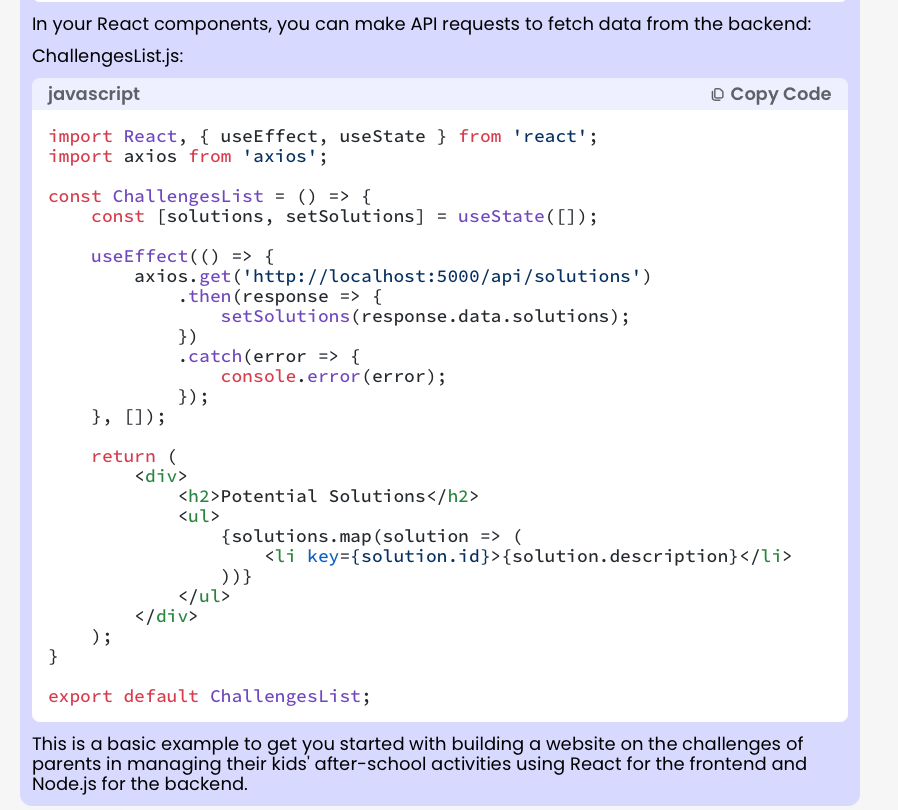 In your React components, you can make API requests to fetch data from the backend:
ChallengesList.js:
javascript
Copy Code
import React, { useEffect, useState } from 'react';
import axios from 'axios';
const ChallengesList = () => {
    const [solutions, setSolutions] = useState([]);
    useEffect(() => {
        axios.get('http://localhost:5000/api/solutions')
            .then(response => {
                setSolutions(response.data.solutions);
            })
            .catch(error => {
                console.error(error);
            });
    }, []);
    return (
        <div>
            <h2>Potential Solutions</h2>
            <ul>
                {solutions.map(solution => (
                    <li key={solution.id}>{solution.description}</li>
                ))}
            </ul>
        </div>
    );
}
export default ChallengesList;
This is a basic example to get you started with building a website on the challenges of
parents in managing their kids' after-school activities using React for the frontend and
Node.js for the backend.